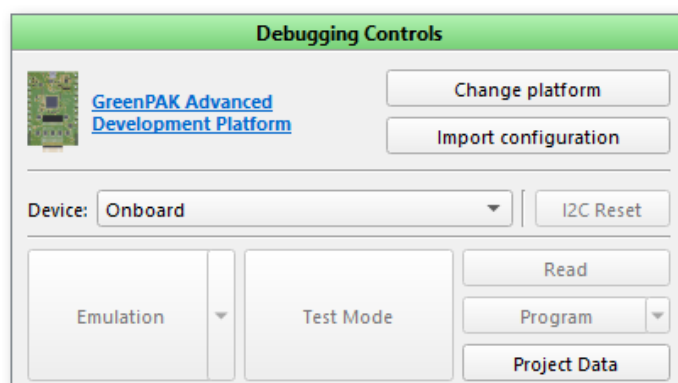 Debugging Controls
GreenPAK Advanced
Development Platform
Change platform
Import configuration
Device: Onboard
I2C Reset
Emulation
Test Mode
Read
Program
Project Data